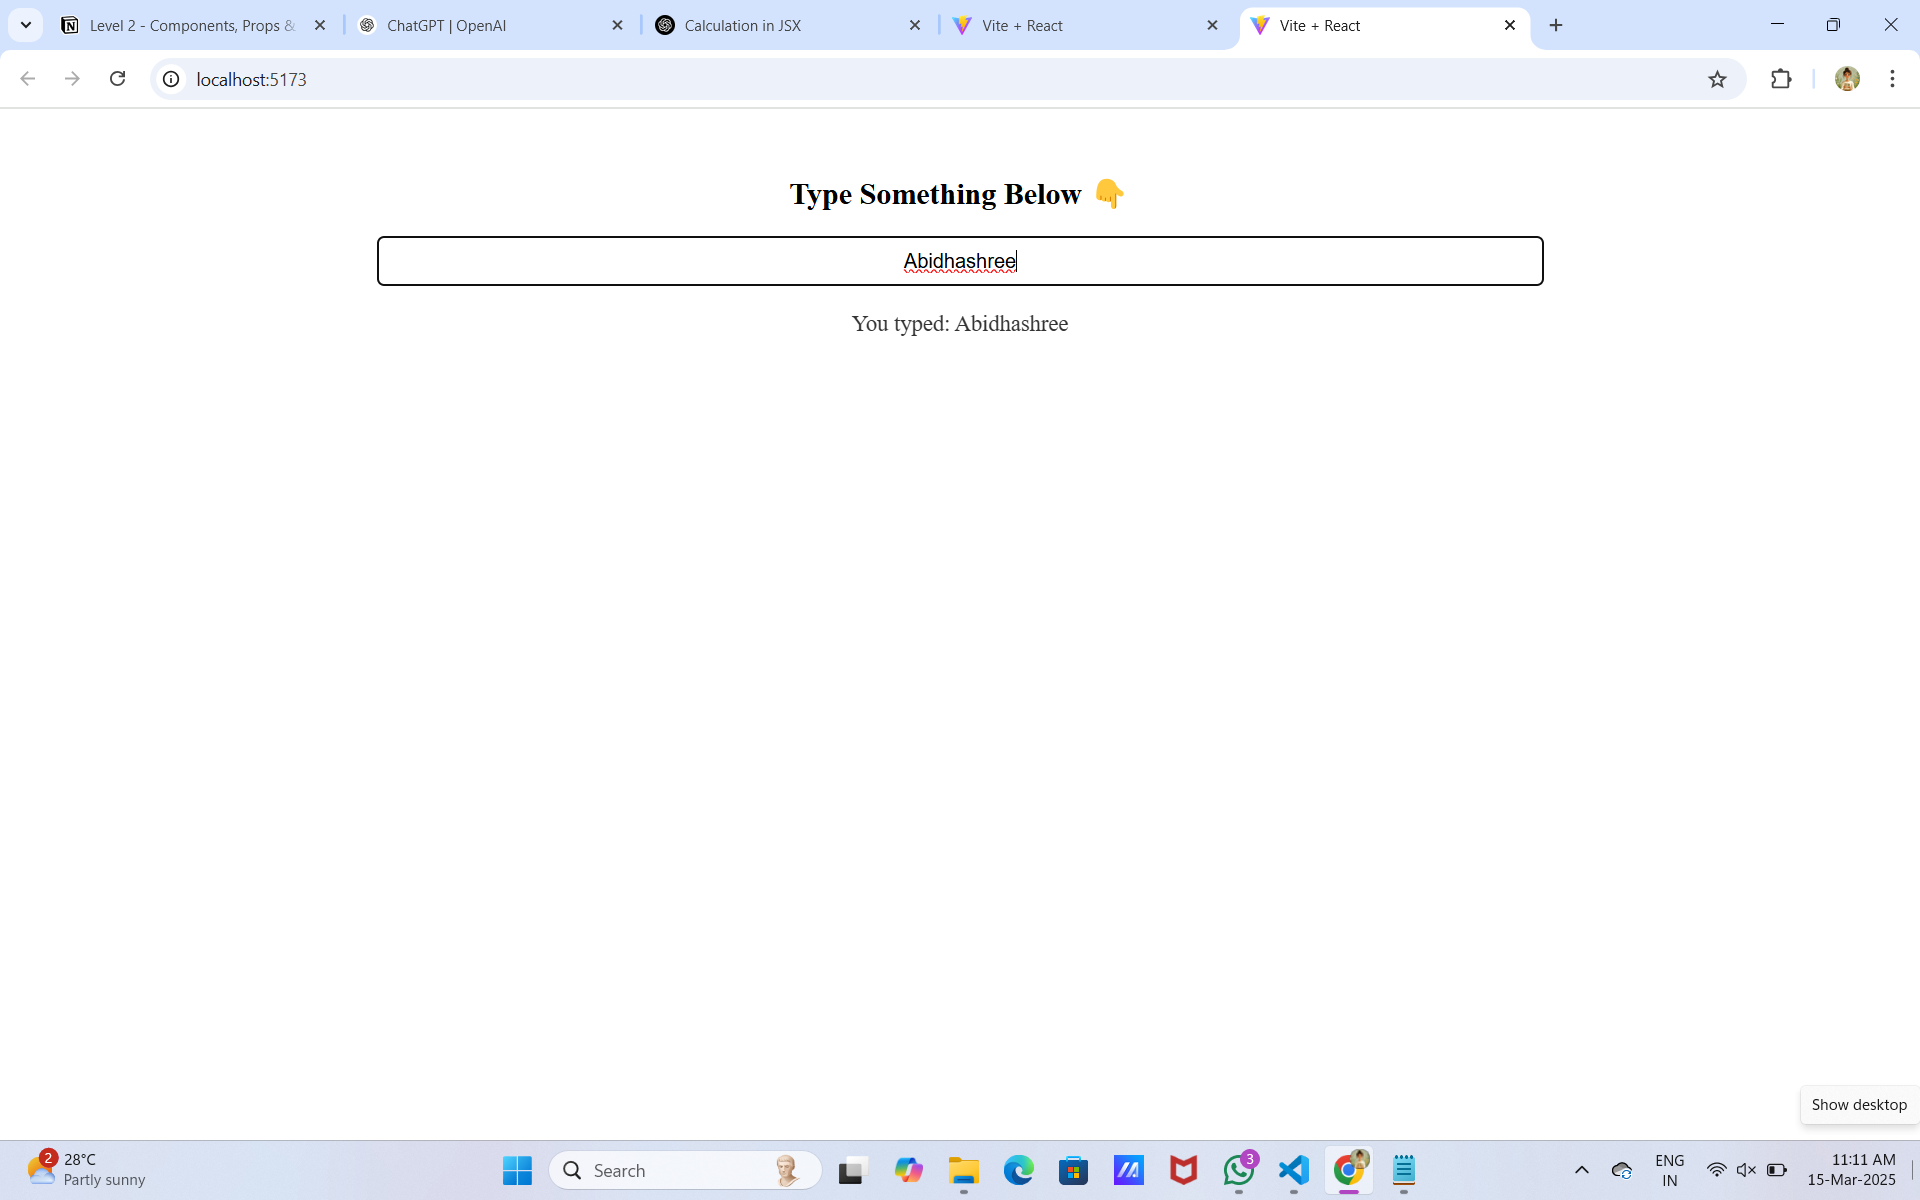 Level 2 - Components, Props &
ChatGPT | OpenAI
Calculation in JSX
Vite + React
Vite + React
localhost:5173
Type Something Below 👇
Abidhashree
You typed: Abidhashree
Show desktop
2
28°C
Partly sunny
Search
3
ENG
IN
11:11 AM
15-Mar-2025